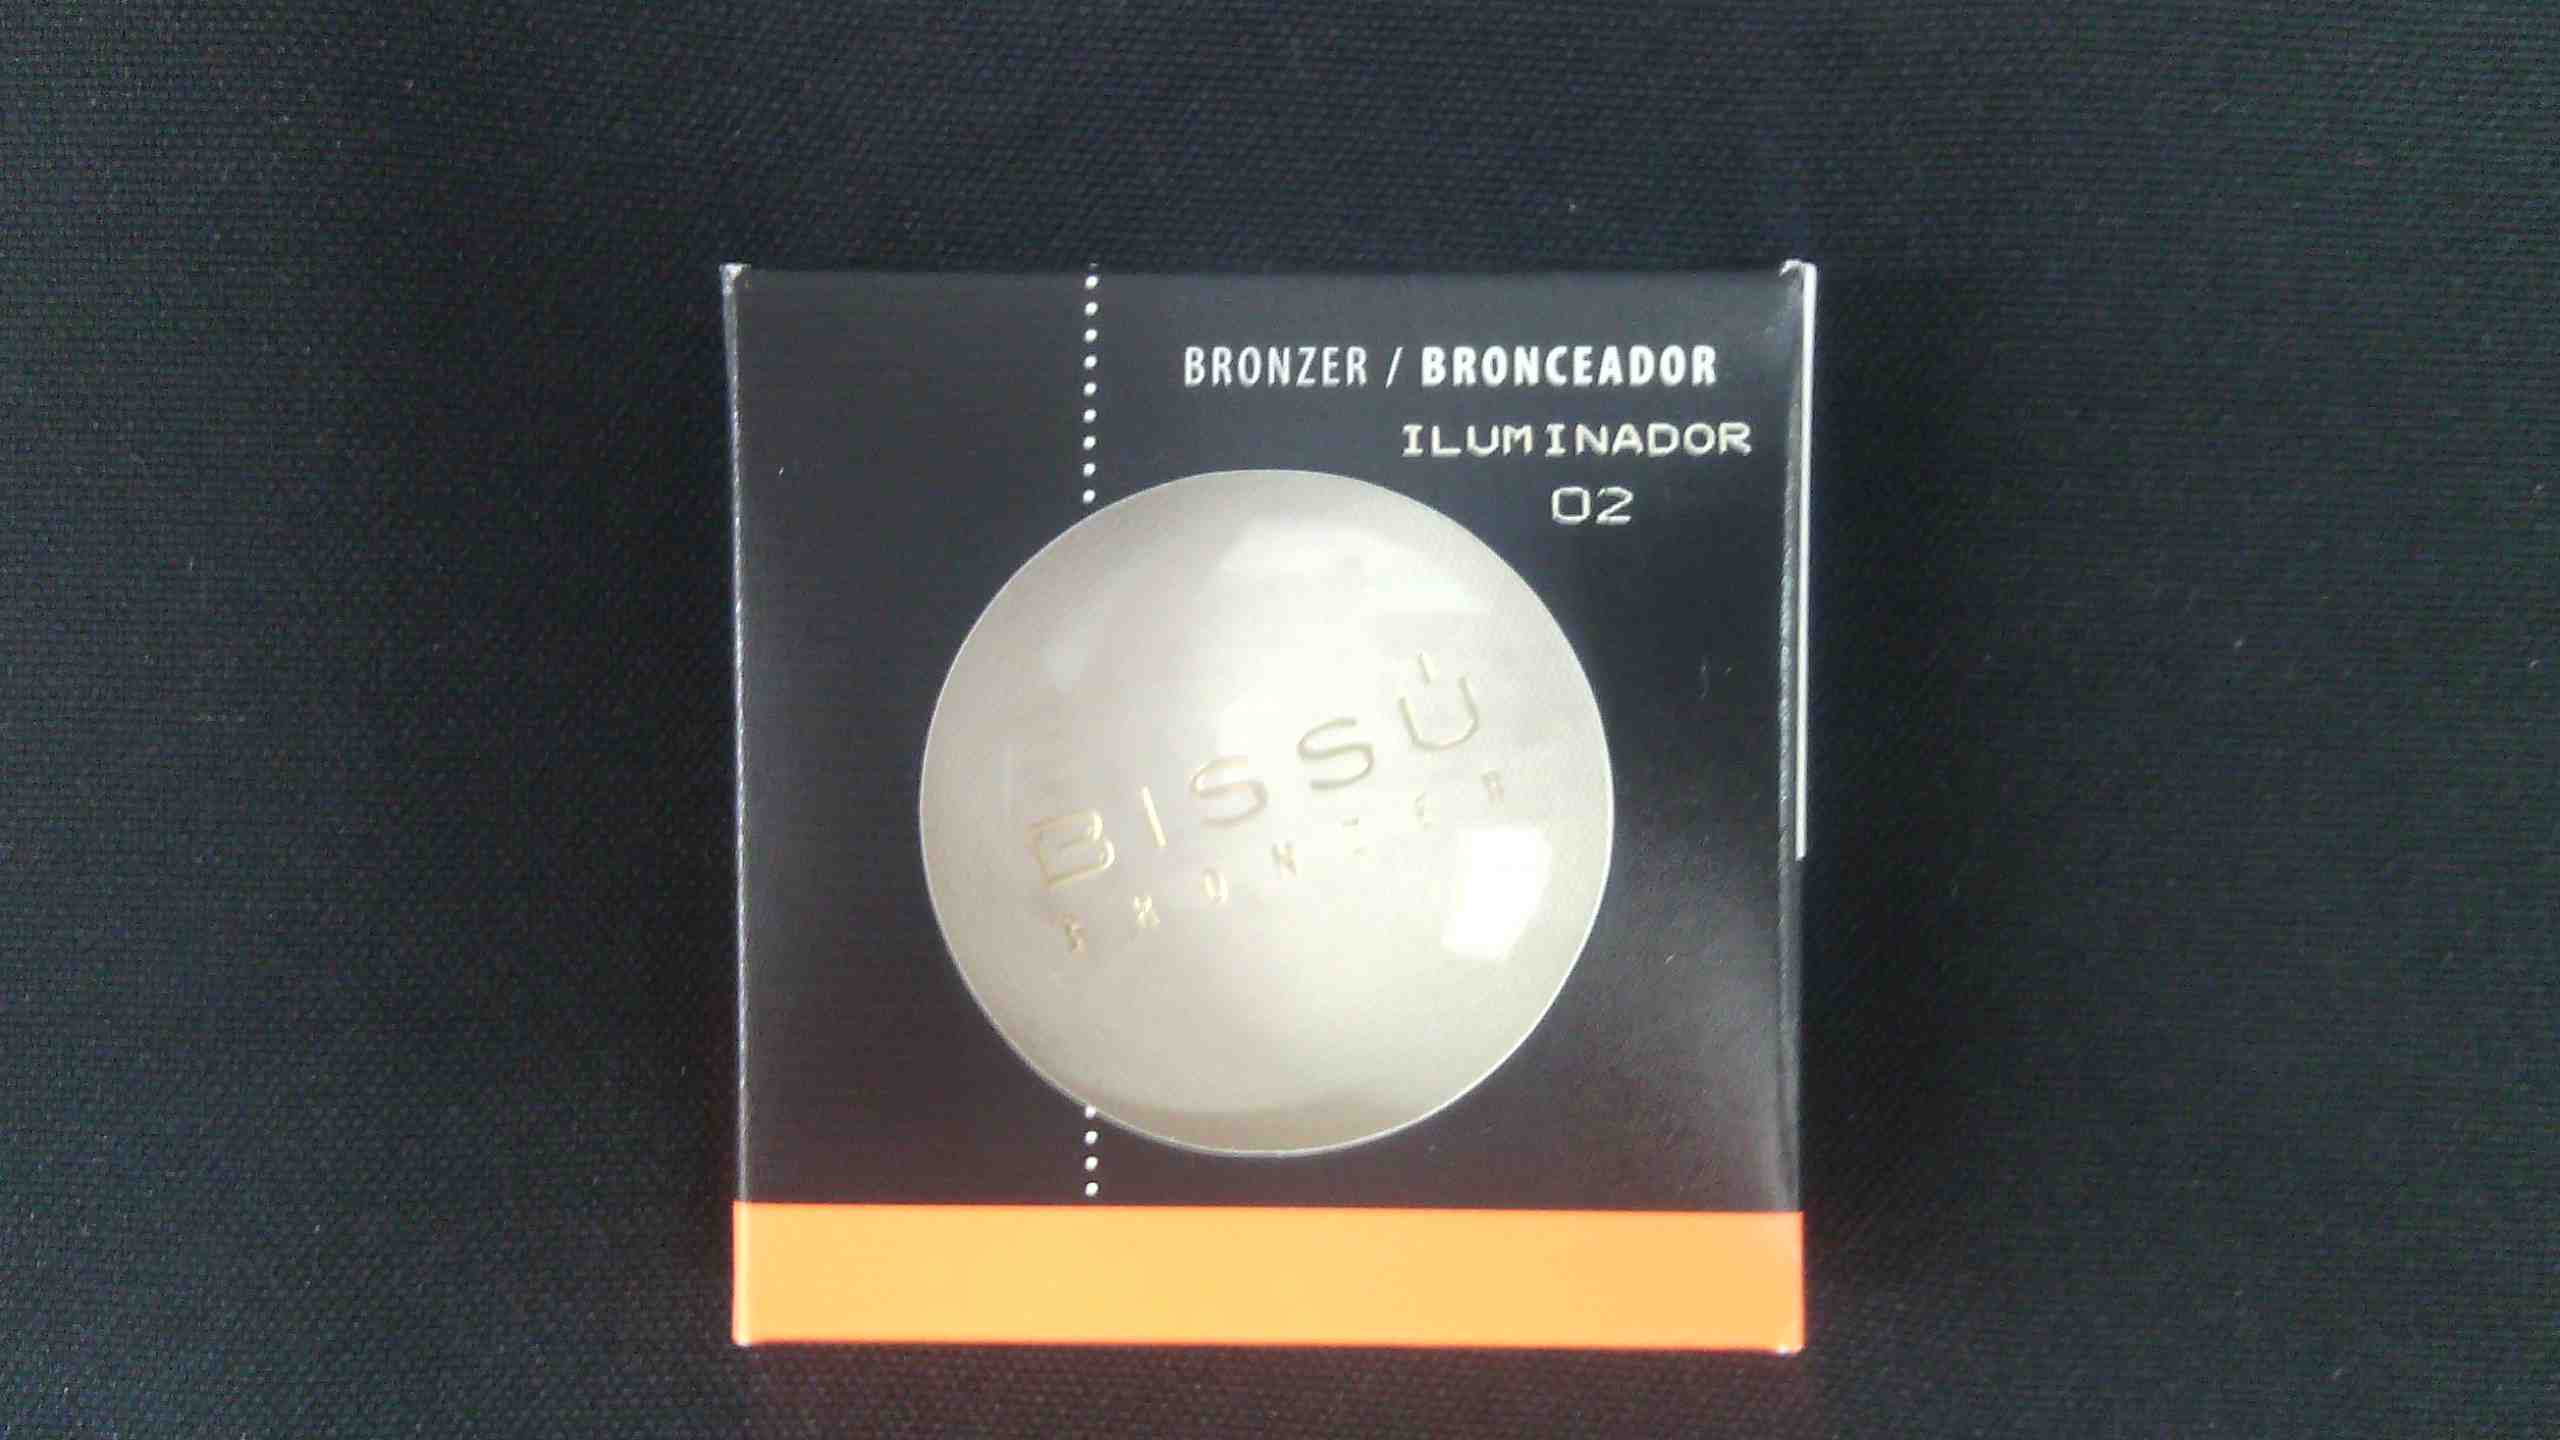 BRONZER / BRONCEADOR
ILUMINADOR
02
BISSÚ
BRONZER